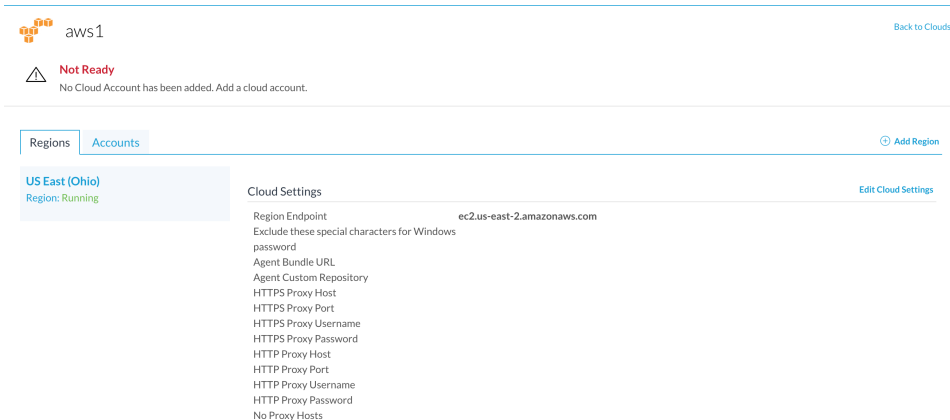 aws1
Back to Clouds
Not Ready
No Cloud Account has been added. Add a cloud account.
Regions
Accounts
Add Region
US East (Ohio)
Region: Running
Cloud Settings
Edit Cloud Settings
Region Endpoint ec2.us-east-2.amazonaws.com
Exclude these special characters for Windows
password
Agent Bundle URL
Agent Custom Repository
HTTPS Proxy Host
HTTPS Proxy Port
HTTPS Proxy Username
HTTPS Proxy Password
HTTP Proxy Host
HTTP Proxy Port
HTTP Proxy Username
HTTP Proxy Password
No Proxy Hosts